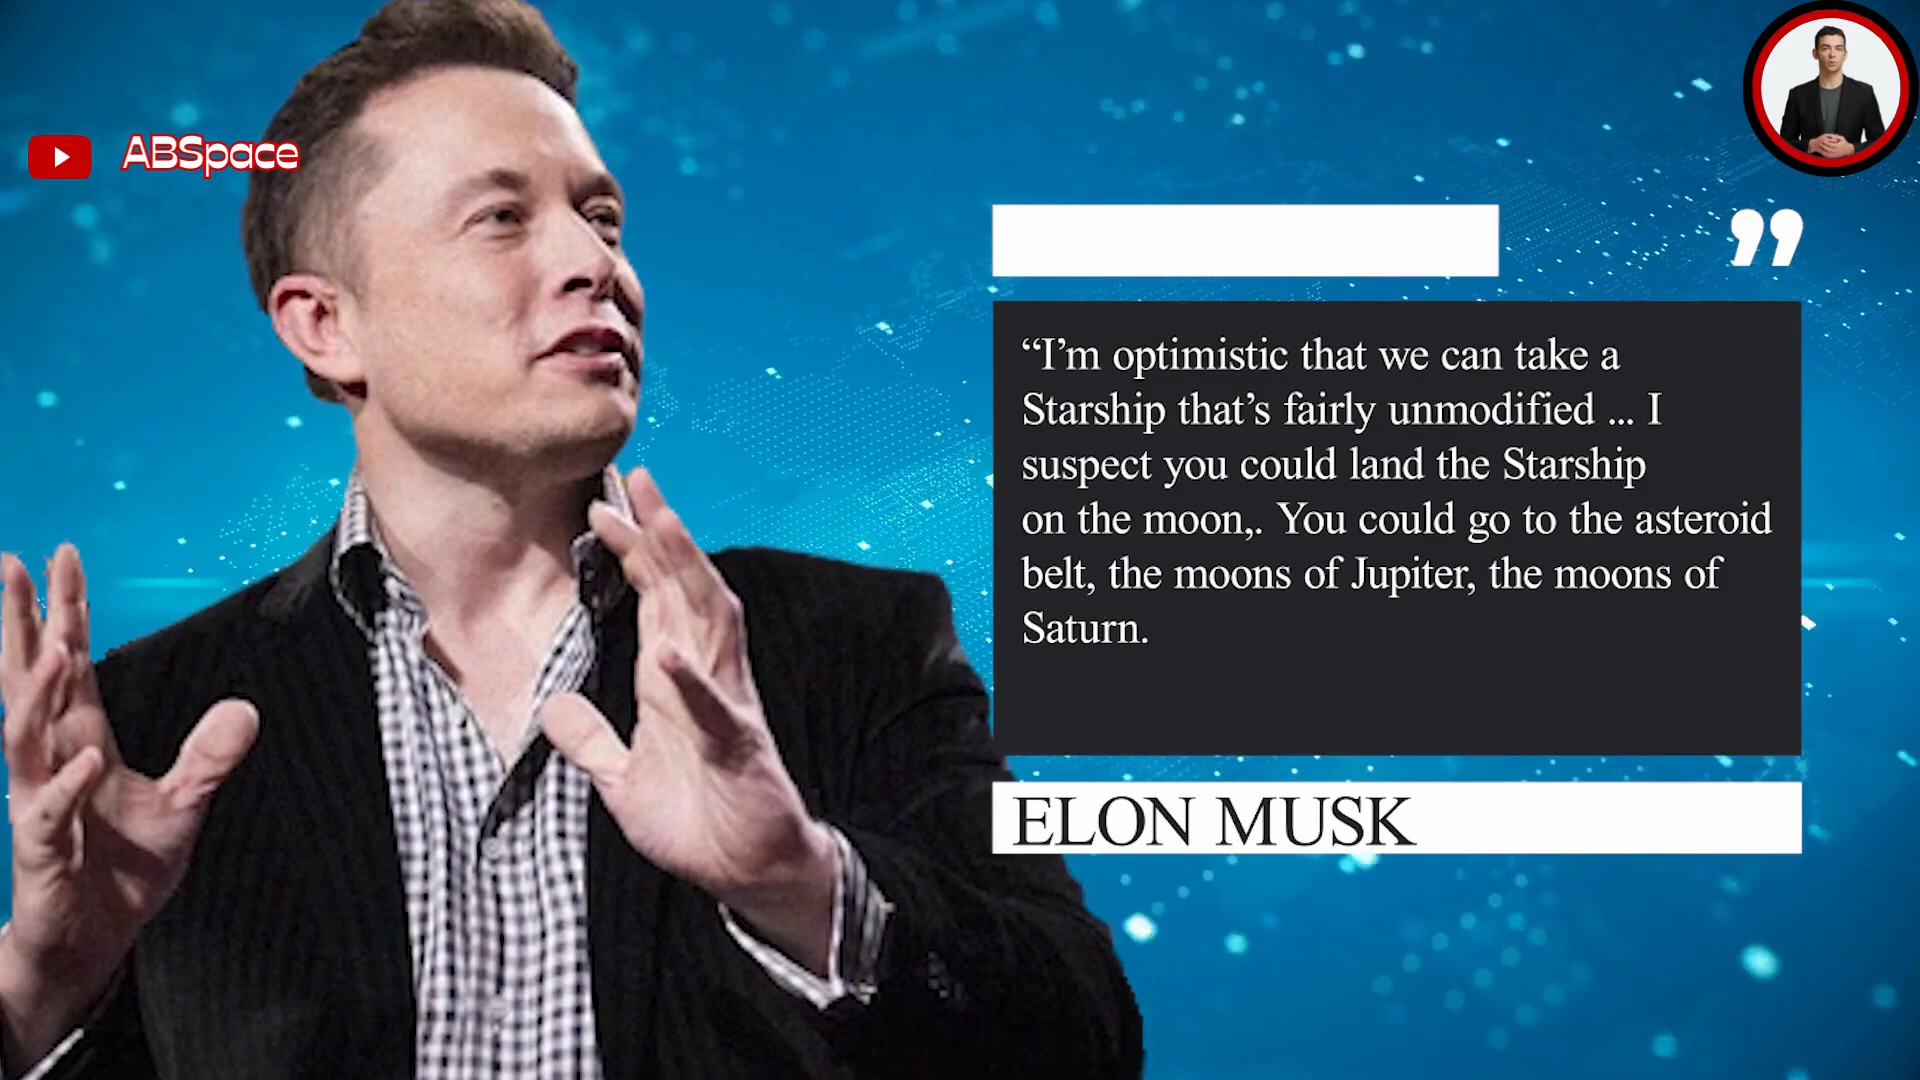 ABSpace
“I’m optimistic that we can take a
Starship that’s fairly unmodified ... I
suspect you could land the Starship
on the moon,. You could go to the asteroid
belt, the moons of Jupiter, the moons of
Saturn.
ELON MUSK